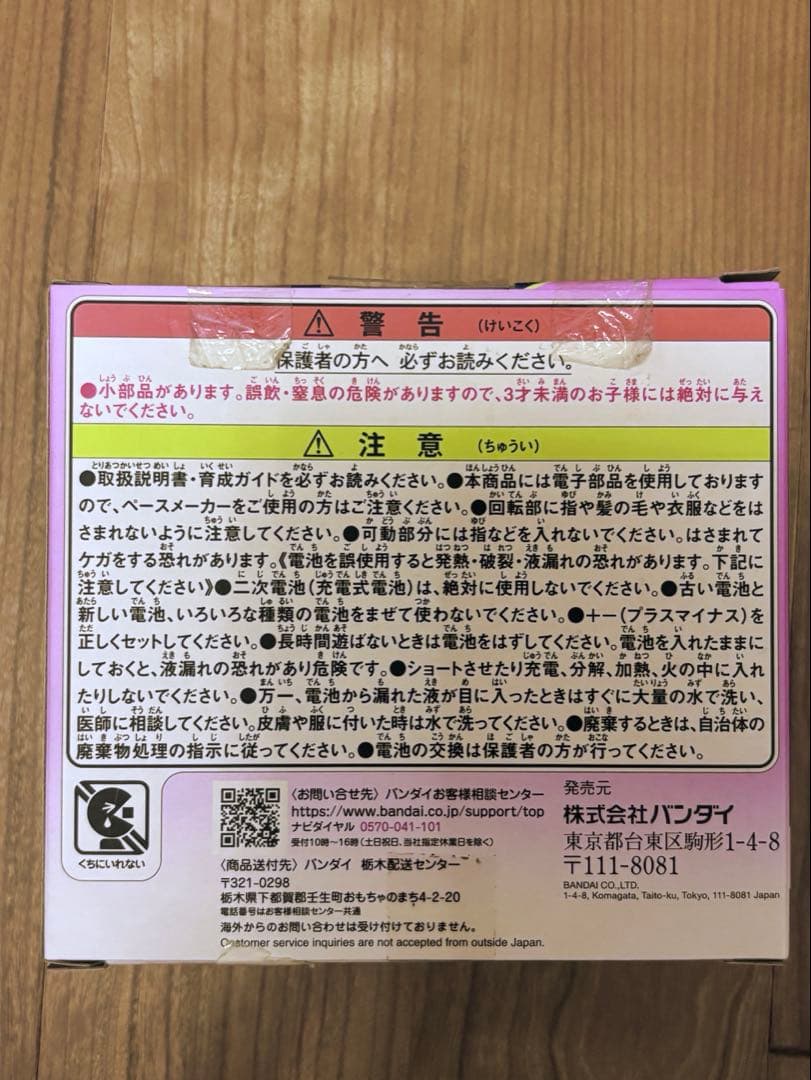 ⚠ 警告 (けいこく)
保護者の方へ 必ずお読みください。
●小部品があります。誤飲・窒息の危険がありますので、3才未満のお子様には絶対に与え
ないでください。
⚠ 注意 (ちゅうい)
●取扱説明書・育成ガイドを必ずお読みください。●本商品には電子部品を使用しております
ので、ペースメーカーをご使用の方はご注意ください。●回転部に指や髪の毛や衣服などをは
さまれないように注意してください。●可動部分には指などを入れないでください。はさまれて
ケガをする恐れがあります。《電池を誤使用すると発熱・破裂・液漏れの恐れがあります。下記に
注意してください》●二次電池(充電式電池)は、絶対に使用しないでください。●古い電池と
新しい電池、いろいろな種類の電池をまぜて使わないでください。●+−(プラスマイナス)を
正しくセットしてください。●長時間遊ばないときは電池をはずしてください。電池を入れたままに
しておくと、液漏れの恐れがあり危険です。●ショートさせたり充電、分解、加熱、火の中に入れ
たりしないでください。●万一、電池から漏れた液が目に入ったときはすぐに大量の水で洗い、
医師に相談してください。皮膚や服に付いた時は水で洗ってください。●廃棄するときは、自治体の
廃棄物処理の指示に従ってください。●電池の交換は保護者の方が行ってください。
くちにいれない
〈お問い合せ先〉バンダイお客様相談センター
https://www.bandai.co.jp/support/top
ナビダイヤル 0570-041-101
受付10時〜16時(土日祝日、当社指定休業日を除く)
〈商品送付先〉バンダイ 栃木配送センター
〒321-0298
栃木県下都賀郡壬生町おもちゃのまち4-2-20
電話番号はお客様相談センター共通
海外からのお問い合わせは受け付けておりません。
Customer service inquiries are not accepted from outside Japan.
発売元
株式会社バンダイ
東京都台東区駒形1-4-8
〒111-8081
BANDAI CO.,LTD.
1-4-8, Komagata, Taito-ku, Tokyo, 111-8081 Japan